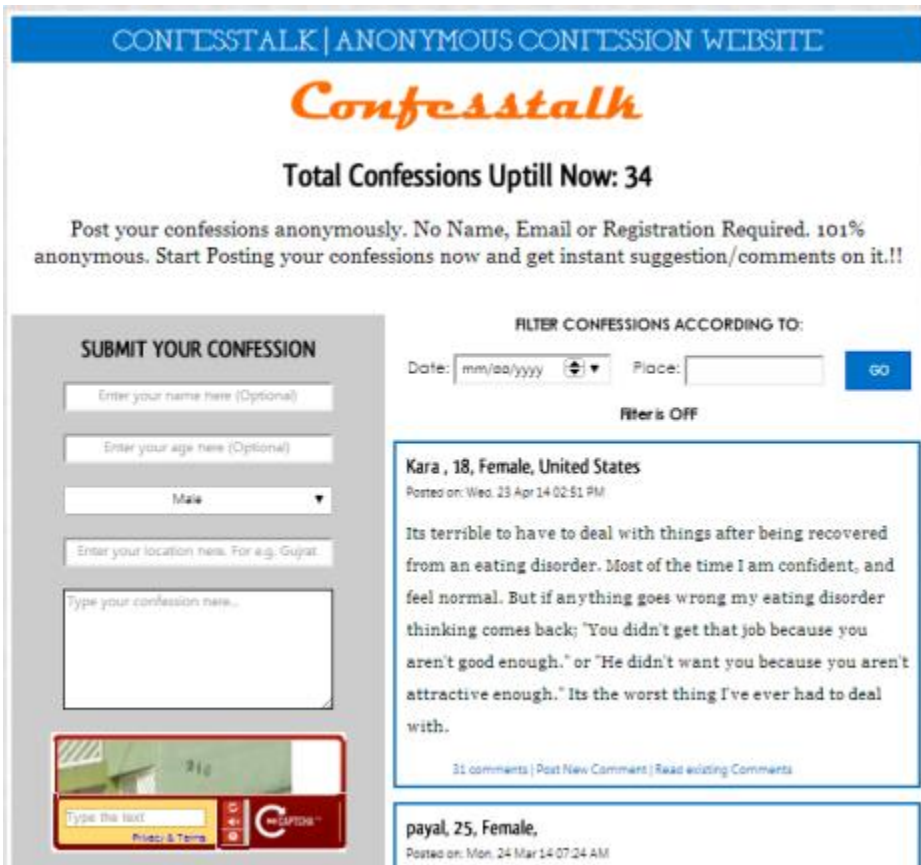 CONFESSTALK | ANONYMOUS CONFESSION WEBSITE
Confesstalk
Total Confessions Uptill Now: 34
Post your confessions anonymously. No Name, Email or Registration Required. 101%
anonymous. Start Posting your confessions now and get instant suggestion/comments on it.!!
SUBMIT YOUR CONFESSION
Enter your name here (Optional)
Enter your age here (Optional)
Male
Enter your location here. For e.g. Gujrat
Type your confession here...
Type the text
Privacy & Terms
reCAPTCHA™
FILTER CONFESSIONS ACCORDING TO:
Date: mm/dd/yyyy Place: GO
Filter is OFF
Kara , 18, Female, United States
Posted on: Wed, 23 Apr 14 02:51 PM
Its terrible to have to deal with things after being recovered
from an eating disorder. Most of the time I am confident, and
feel normal. But if anything goes wrong my eating disorder
thinking comes back; "You didn't get that job because you
aren't good enough." or "He didn't want you because you aren't
attractive enough." Its the worst thing I've ever had to deal
with.
31 comments | Post New Comment | Read existing Comments
payal, 25, Female,
Posted on: Mon, 24 Mar 14 07:24 AM